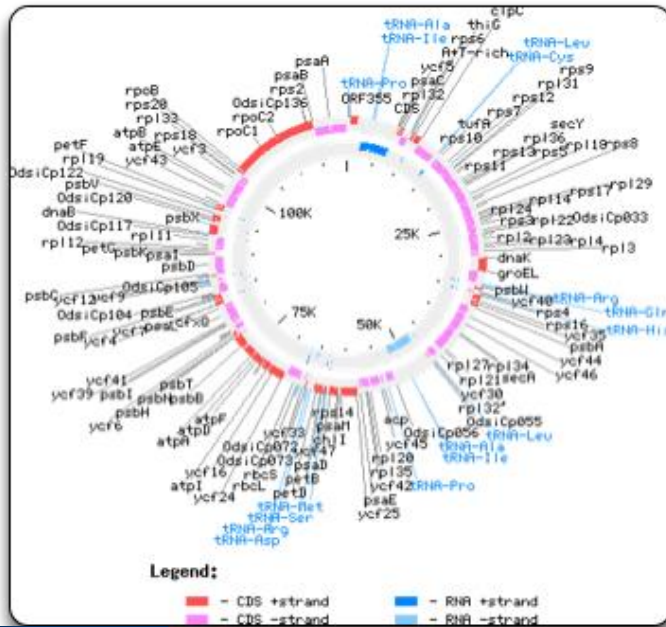 clpC
tRNA-Ala thiG
tRNA-Ile rps6
psaA A+T-rich tRNA-Leu
psaB ycf5 tRNA-Cys
rps2 tRNA-Pro psaC rps9
rpoB OdsiCp136 ORF355 rpl32 rpl31
rps20 rpoC2 CDS rps12
rpl33 rpoC1 tufA rps7
atpB rps18 rps10 secY
petF atpE ycf3 rpl36
rpl19 ycf43 rps13 rps5 rpl18 rps8
OdsiCp122 rps11
psbV 100K rpl14 rps17 rpl29
OdsiCp120 rpl24
dnaB psbX 25K rps3 rpl22 OdsiCp033
OdsiCp117 rpl11 rpl2 rpl23 rpl4
rpl12 petG psbK psaI rpl3
psbD dnaK
groEL
OdsiCp105 psbW
psbC ycf12 ycf9 ycf40 tRNA-Arg
OdsiCp104 psbE 75K 50K rps4
psbF ycf4 rps16
ycf35
psbA
ycf44
ycf41 rpl27 rpl34 ycf46
ycf39 psbI psbT rpl21 secA
ycf6 psbH psbN psbB ycf30
atpF rps14 acp rpl32
atpD ycf33 psaM OdsiCp055
atpA OdsiCp072 chlI OdsiCp056 tRNA-Leu
ycf16 OdsiCp073 ycf47 ycf45 tRNA-Ala
rbcS psaD rpl20 tRNA-Ile
atpI rbcL petB rpl35
ycf24 petD ycf42 tRNA-Pro
tRNA-Met psaE
tRNA-Ser ycf25
tRNA-Arg
tRNA-Asp
Legend:
- CDS +strand - RNA +strand
- CDS -strand - RNA -strand